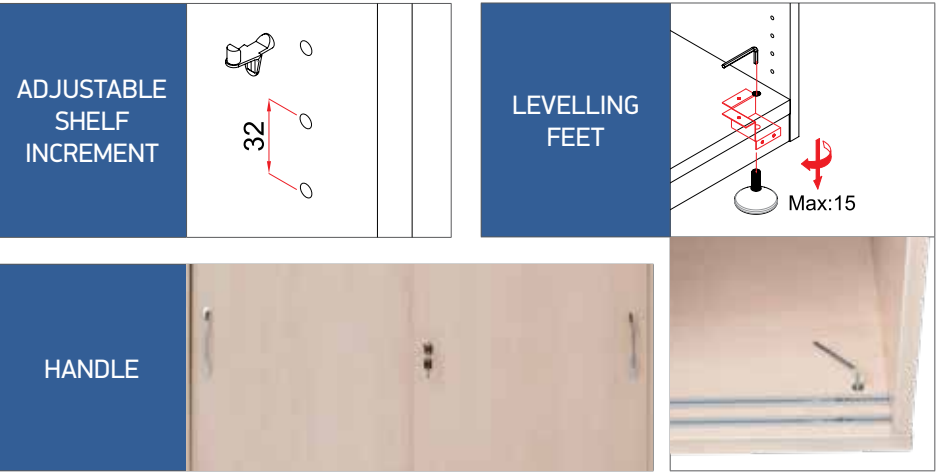 ADJUSTABLE
SHELF
INCREMENT
32
LEVELLING
FEET
Max:15
HANDLE